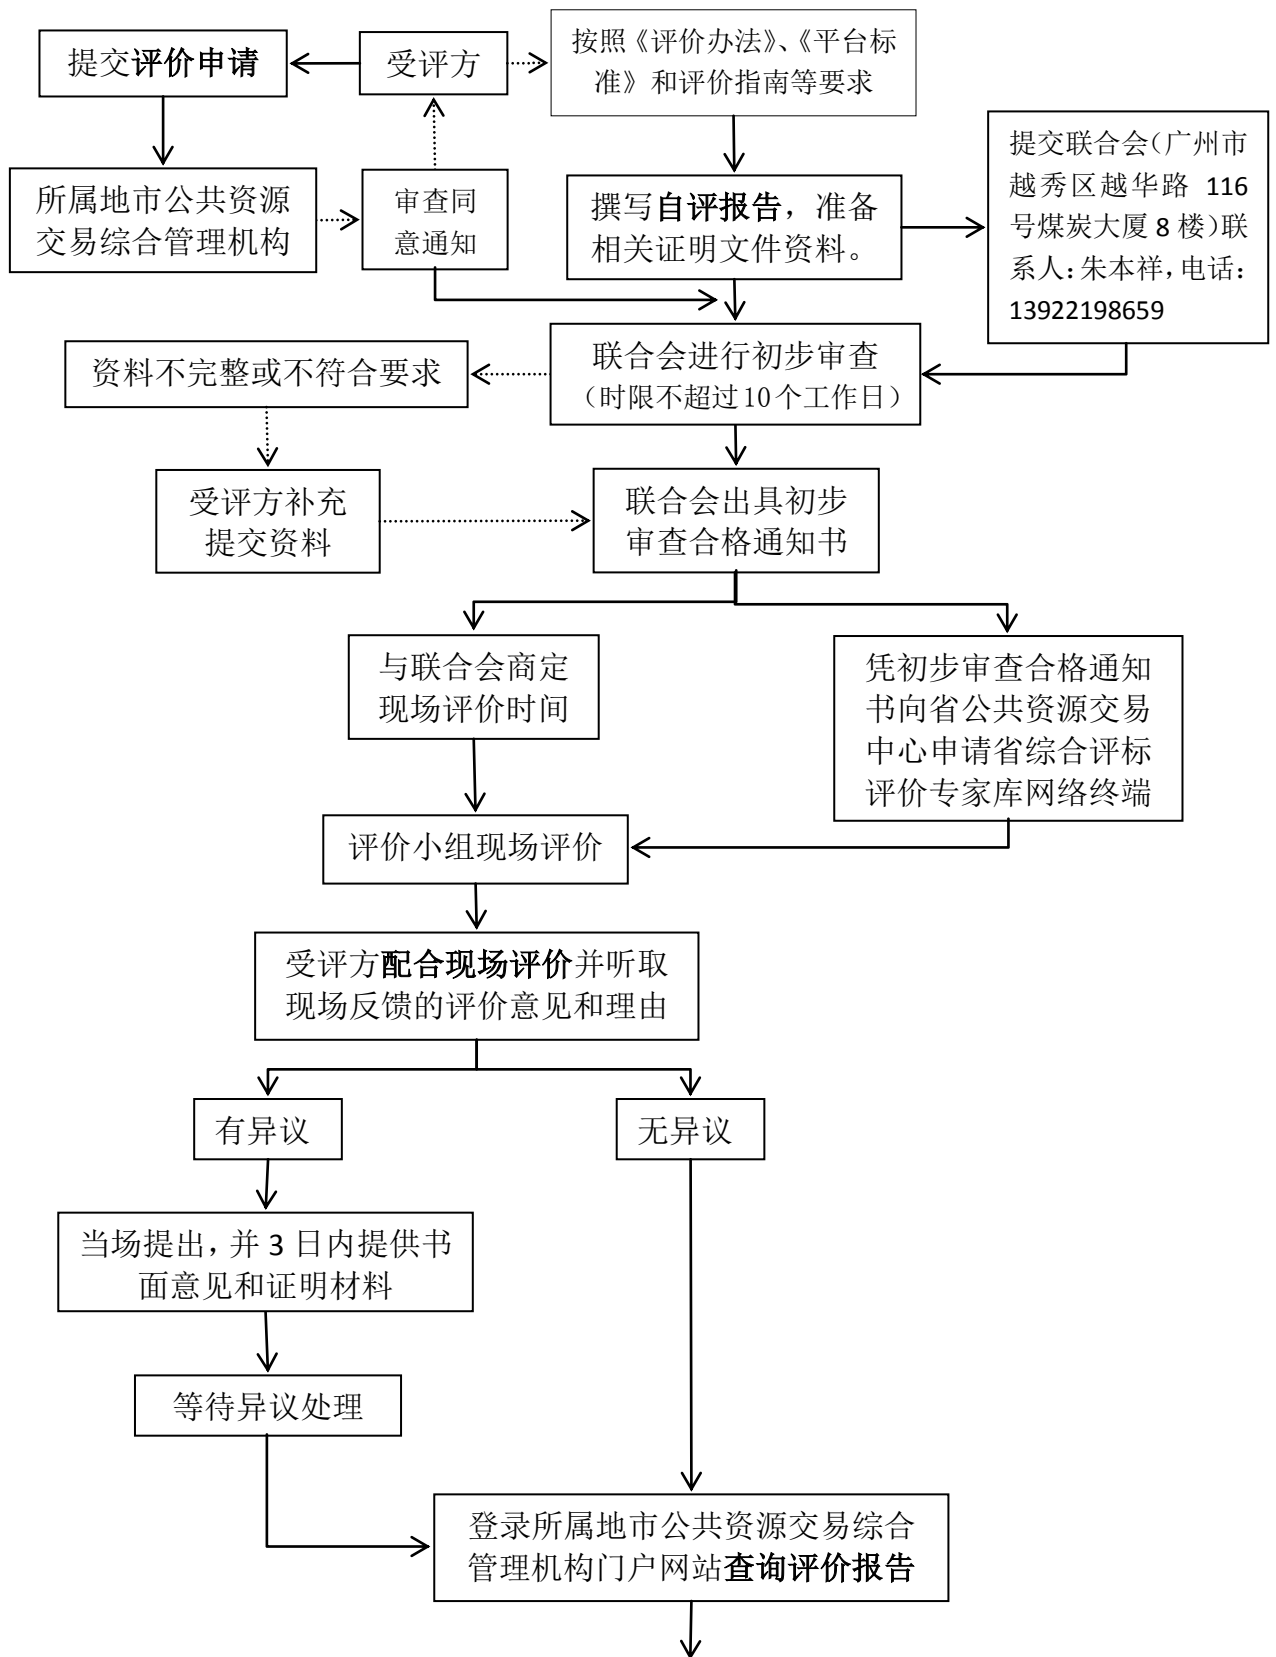 提交评价申请
受评方
按照《评价办法》、《平台标
准》和评价指南等要求
提交联合会（广州市
越秀区越华路 116
号煤炭大厦 8 楼）联
系人：朱本祥，电话：
13922198659
所属地市公共资源
交易综合管理机构
审查同
意通知
撰写自评报告，准备
相关证明文件资料。
资料不完整或不符合要求
联合会进行初步审查
（时限不超过 10 个工作日）
受评方补充
提交资料
联合会出具初步
审查合格通知书
与联合会商定
现场评价时间
凭初步审查合格通知
书向省公共资源交易
中心申请省综合评标
评价专家库网络终端
评价小组现场评价
受评方配合现场评价并听取
现场反馈的评价意见和理由
有异议
无异议
当场提出，并 3 日内提供书
面意见和证明材料
等待异议处理
登录所属地市公共资源交易综合
管理机构门户网站查询评价报告